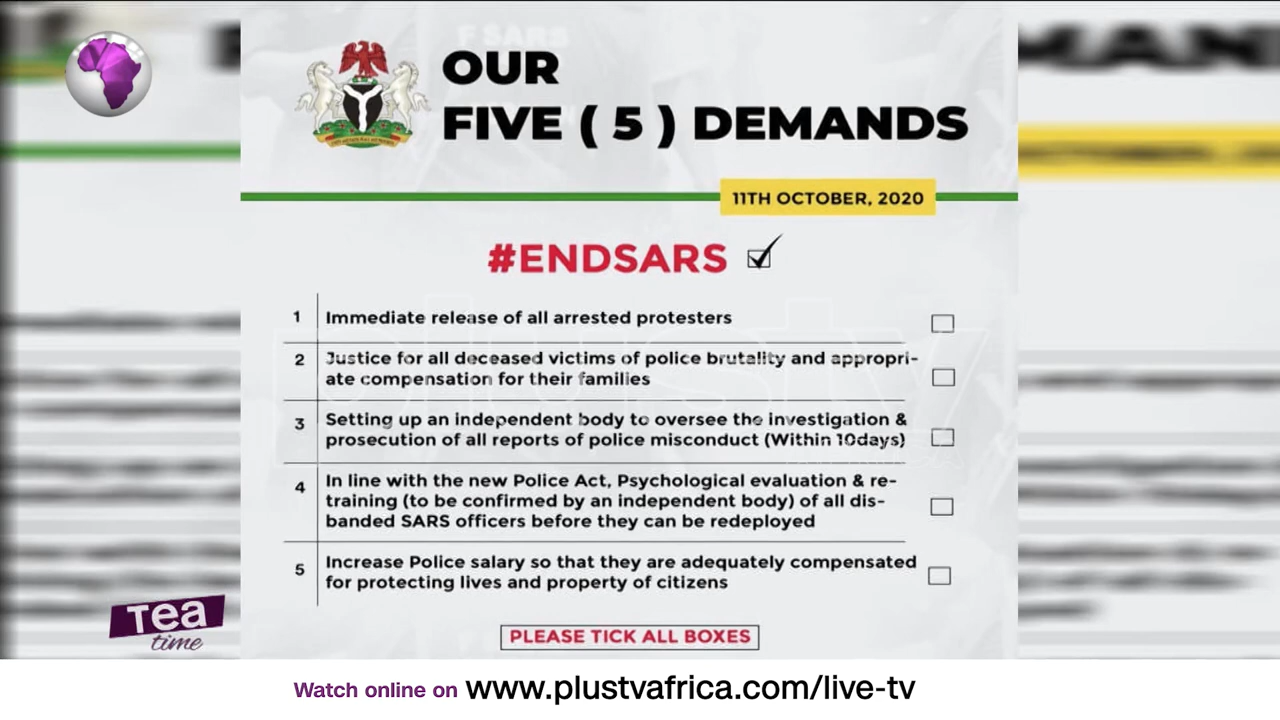 OUR
FIVE ( 5 ) DEMANDS
11TH OCTOBER, 2020
#ENDSARS
1 Immediate release of all arrested protesters
2 Justice for all deceased victims of police brutality and appropri-
ate compensation for their families
3 Setting up an independent body to oversee the investigation &
prosecution of all reports of police misconduct (Within 10days)
4 In line with the new Police Act, Psychological evaluation & re-
training (to be confirmed by an independent body) of all dis-
banded SARS officers before they can be redeployed
5 Increase Police salary so that they are adequately compensated
for protecting lives and property of citizens
PLEASE TICK ALL BOXES
Tea
time
plustv
Watch online on www.plustvafrica.com/live-tv